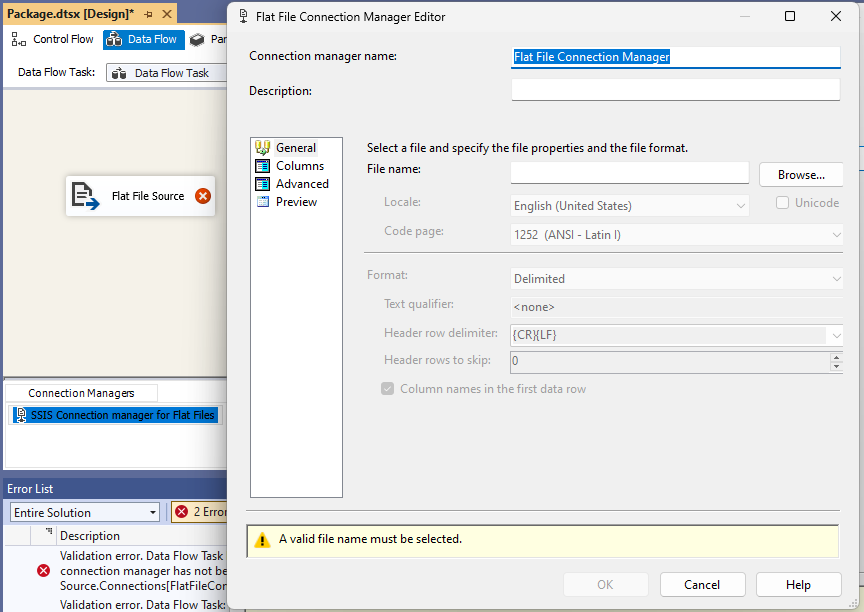 Package.dtsx [Design]*
Control Flow
Data Flow
Data Flow Task:
Data Flow Task
Flat File Source
Connection Managers
SSIS Connection manager for Flat Files
Error List
Entire Solution
2
Description
Validation error. Data Flow Task
connection manager has not
Source.Connections[
Validation error. Data Flow Task:
Flat File Connection Manager Editor
Connection manager name:
Flat File Connection Manager
Description:
General
Columns
Advanced
Preview
Select a file and specify the file properties and the file format.
File name:
Browse...
Locale:
English (United States)
Unicode
Code page:
1252 (ANSI - Latin I)
Format:
Delimited
Text qualifier:
<none>
Header row delimiter:
{CR}{LF}
Header rows to skip:
0
Column names in the first data row
A valid file name must be selected.
OK
Cancel
Help